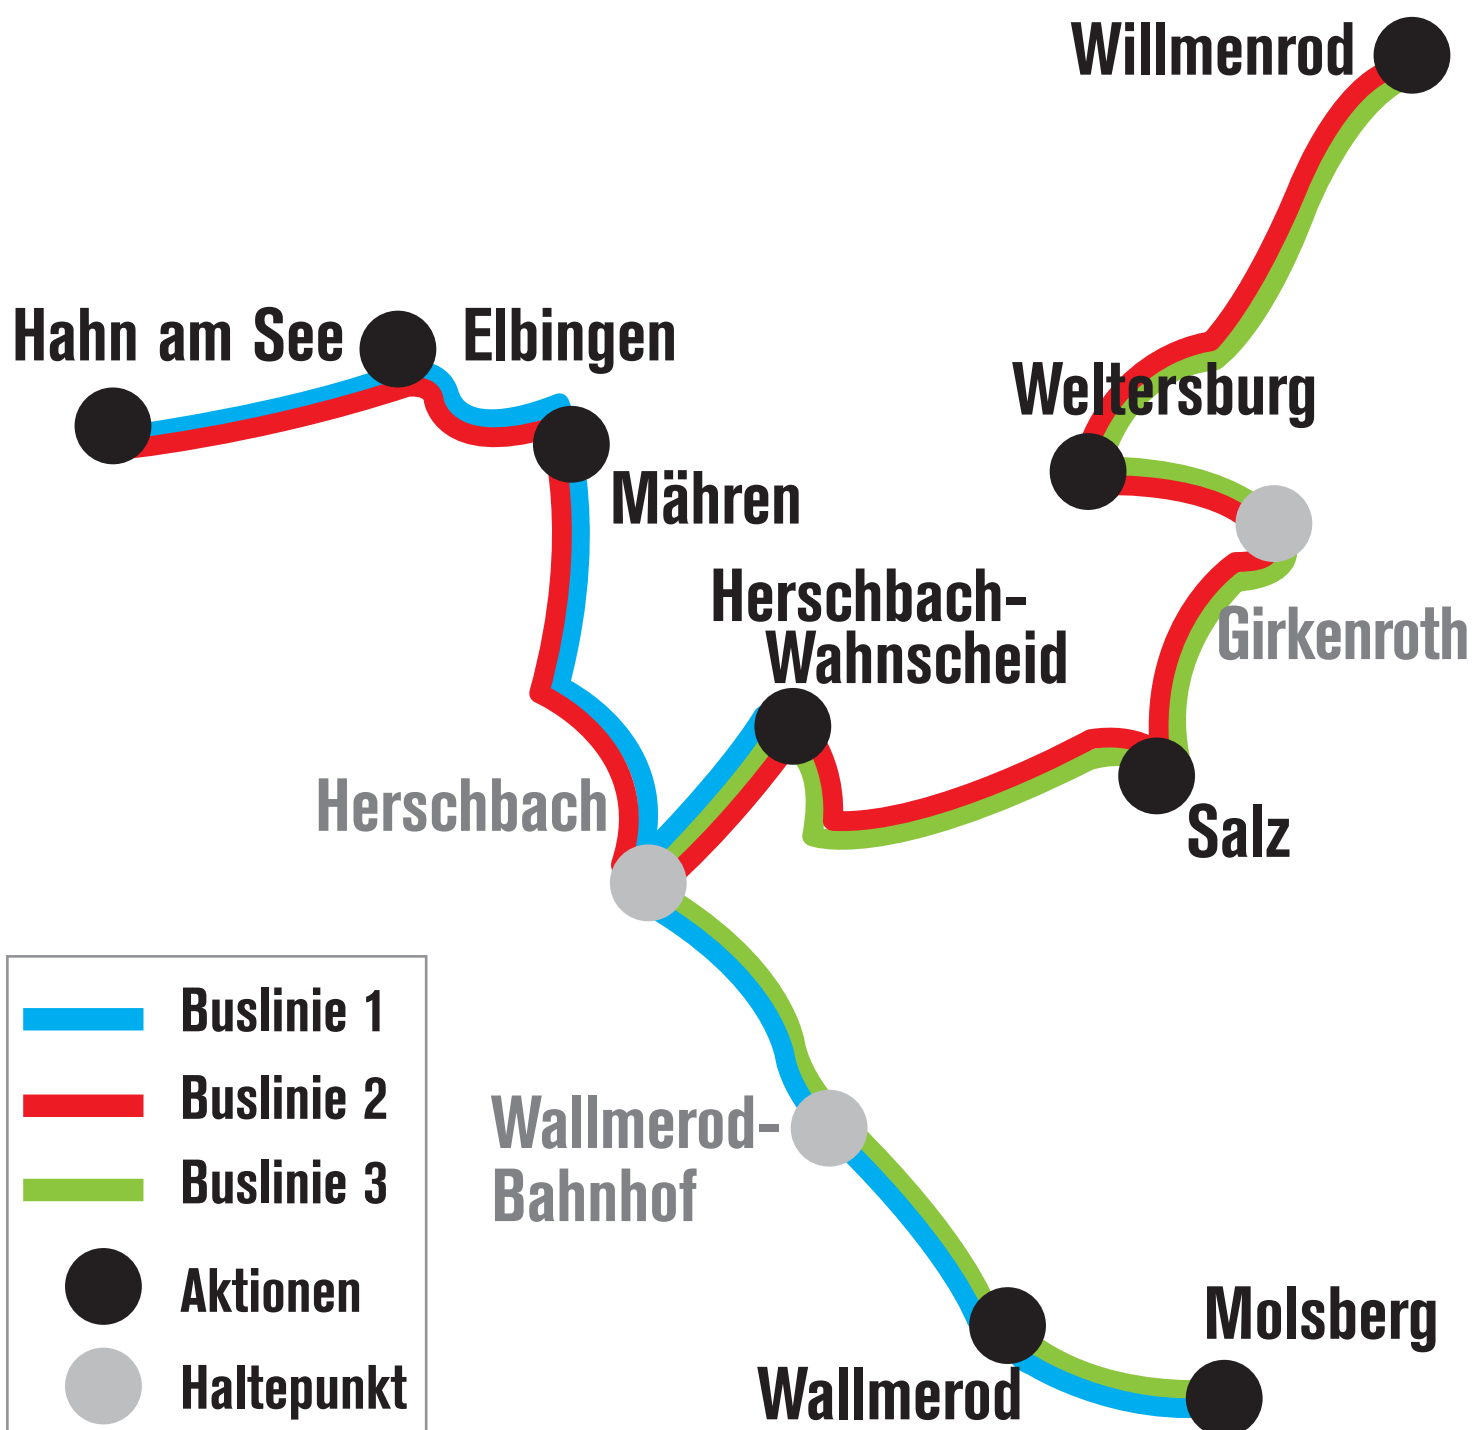 Willmenrod
Hahn am See
Elbingen
Weltersburg
Mähren
Herschbach-
Wahnscheid
Girkenroth
Herschbach
Salz
Buslinie 1
Buslinie 2
Buslinie 3
Aktionen
Haltepunkt
Wallmerod-
Bahnhof
Molsberg
Wallmerod